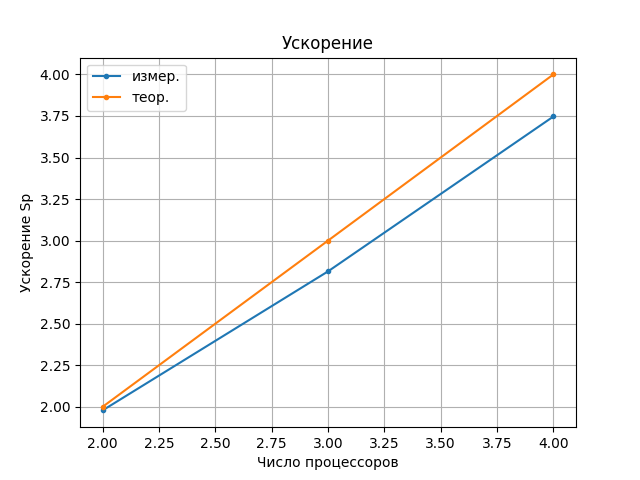 Ускорение
измер.
теор.
Ускорение Sp
4.00
3.75
3.50
3.25
3.00
2.75
2.50
2.25
2.00
2.00 2.25 2.50 2.75 3.00 3.25 3.50 3.75 4.00
Число процессоров